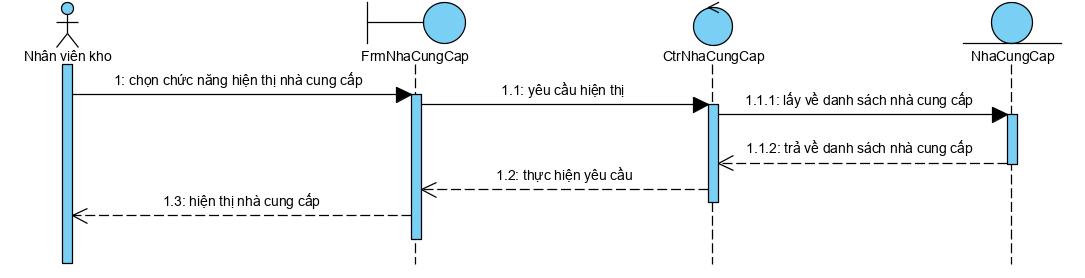 Nhân viên kho
FrmNhaCungCap
CtrNhaCungCap
NhaCungCap
1: chọn chức năng hiện thị nhà cung cấp
1.1: yêu cầu hiện thị
1.1.1: lấy về danh sách nhà cung cấp
1.1.2: trả về danh sách nhà cung cấp
1.2: thực hiện yêu cầu
1.3: hiện thị nhà cung cấp